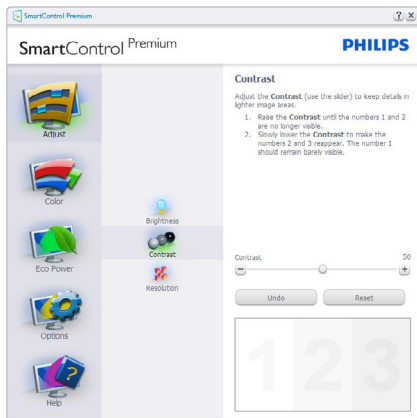 SmartControl Premium
SmartControl Premium
PHILIPS
Adjust
Color
Eco Power
Options
Help
Brightness
Contrast
Resolution
Contrast
Adjust the Contrast (use the slider) to keep details in
lighter image areas.
1. Raise the Contrast until the numbers 1 and 2
are no longer visible.
2. Slowly lower the Contrast to make the
numbers 2 and 3 reappear. The number 1
should remain barely visible.
Contrast 50
Undo Reset
1 2 3